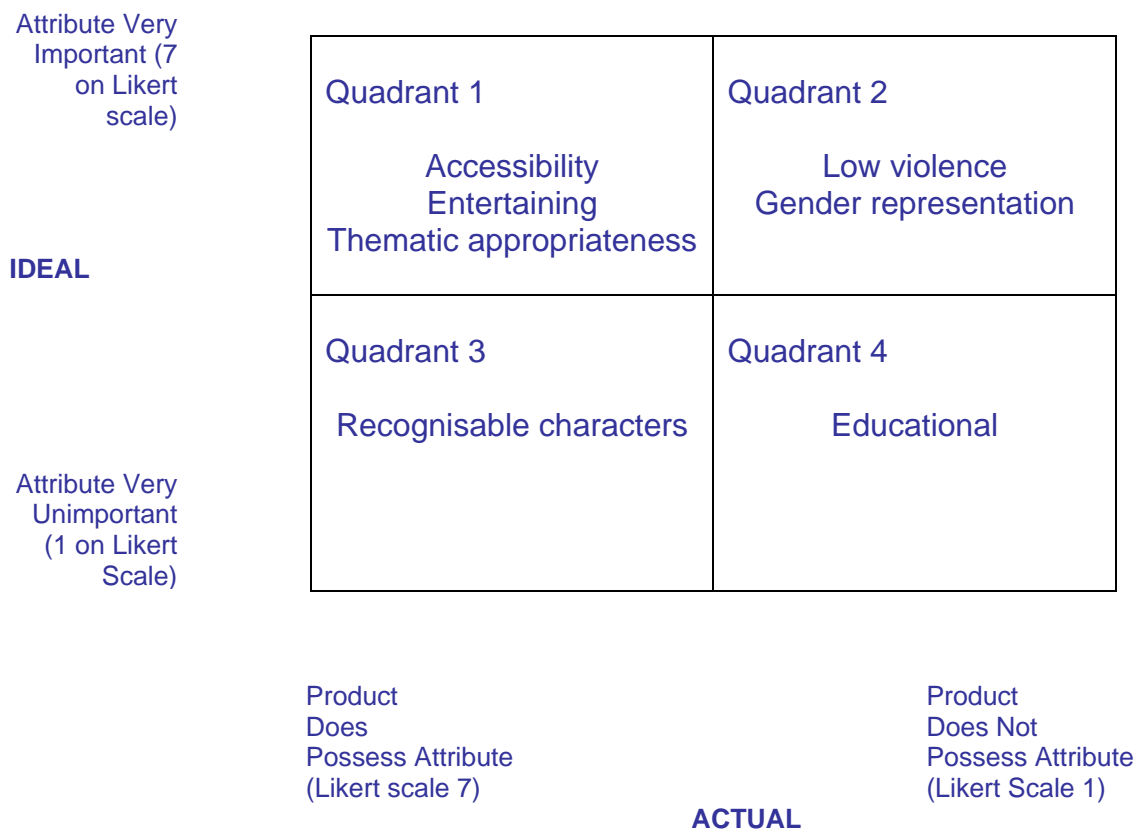 Attribute Very
Important (7
on Likert
scale)
Quadrant 1
Accessibility
Entertaining
Thematic appropriateness
Quadrant 2
Low violence
Gender representation
IDEAL
Quadrant 3
Recognisable characters
Quadrant 4
Educational
Attribute Very
Unimportant
(1 on Likert
Scale)
Product
Does
Possess Attribute
(Likert scale 7)
Product
Does Not
Possess Attribute
(Likert Scale 1)
ACTUAL